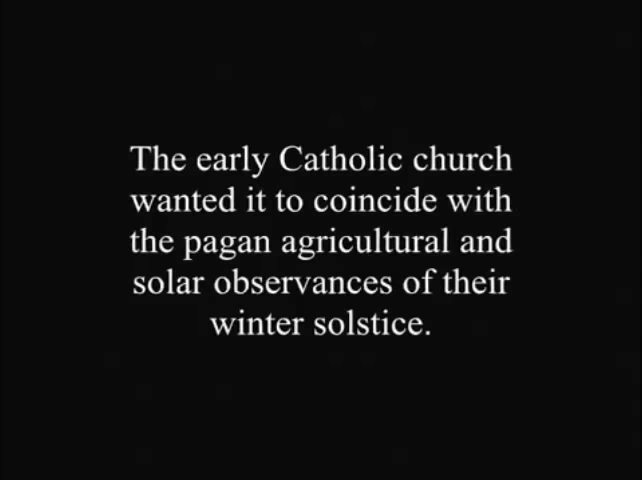 The early Catholic church
wanted it to coincide with
the pagan agricultural and
solar observances of their
winter solstice.